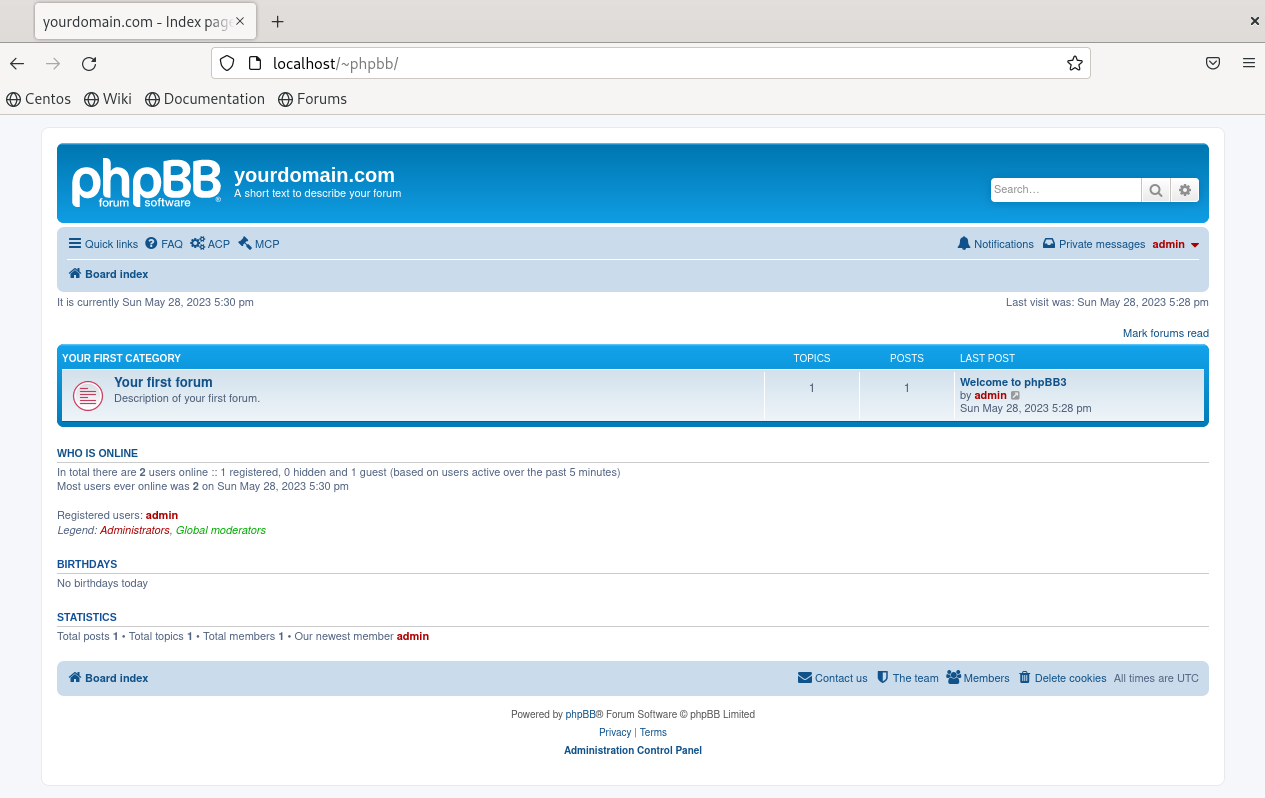 yourdomain.com - Index page
localhost/~phpbb/
Centos Wiki Documentation Forums
phpBB forum software ®
yourdomain.com
A short text to describe your forum
Search…
Quick links FAQ ACP MCP Notifications Private messages admin
Board index
It is currently Sun May 28, 2023 5:30 pm Last visit was: Sun May 28, 2023 5:28 pm
Mark forums read
YOUR FIRST CATEGORY TOPICS POSTS LAST POST
Your first forum 1 1 Welcome to phpBB3
Description of your first forum. by admin
Sun May 28, 2023 5:28 pm
WHO IS ONLINE
In total there are 2 users online :: 1 registered, 0 hidden and 1 guest (based on users active over the past 5 minutes)
Most users ever online was 2 on Sun May 28, 2023 5:30 pm
Registered users: admin
Legend: Administrators, Global moderators
BIRTHDAYS
No birthdays today
STATISTICS
Total posts 1 • Total topics 1 • Total members 1 • Our newest member admin
Board index Contact us The team Members Delete cookies All times are UTC
Powered by phpBB® Forum Software © phpBB Limited
Privacy | Terms
Administration Control Panel